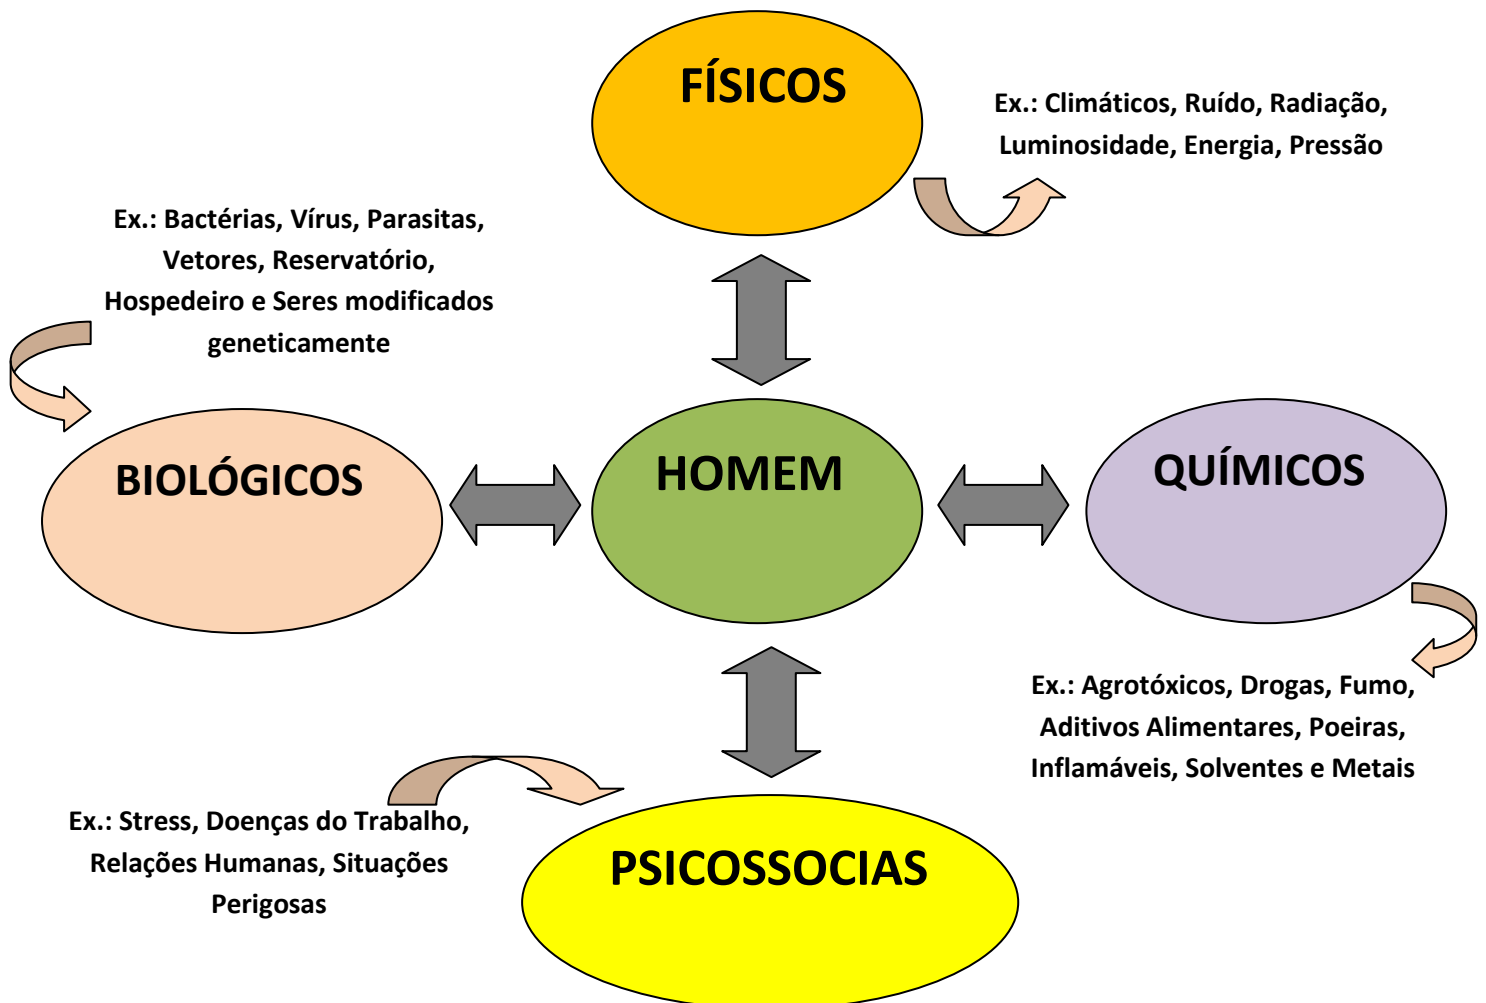 FÍSICOS
Ex.: Climáticos, Ruído, Radiação,
Luminosidade, Energia, Pressão
Ex.: Bactérias, Vírus, Parasitas,
Vetores, Reservatório,
Hospedeiro e Seres modificados
geneticamente
BIOLÓGICOS
HOMEM
QUÍMICOS
Ex.: Agrotóxicos, Drogas, Fumo,
Aditivos Alimentares, Poeiras,
Inflamáveis, Solventes e Metais
Ex.: Stress, Doenças do Trabalho,
Relações Humanas, Situações
Perigosas
PSICOSSOCIAS